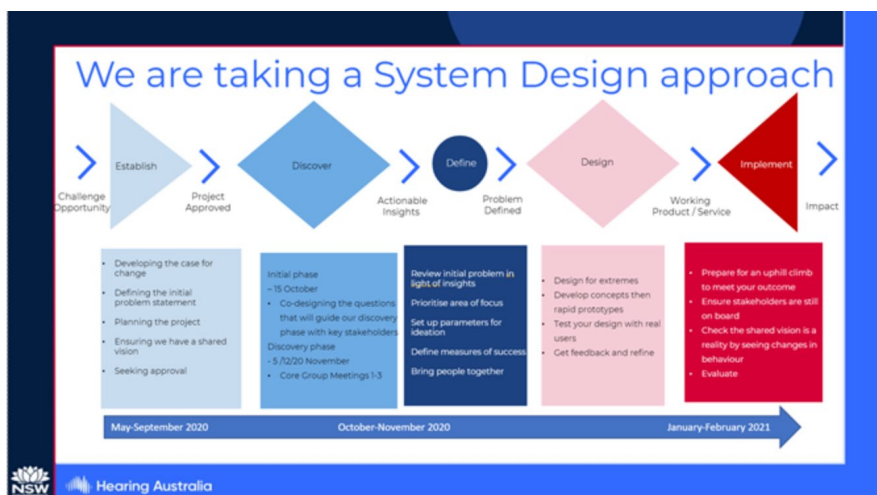 We are taking a System Design approach
Establish
Discover
Define
Design
Implement
Challenge
Opportunity
Project
Approved
Actionable
Insights
Problem
Defined
Working
Product / Service
Impact
• Developing the case for
change
• Defining the initial
problem statement
• Planning the project
• Ensuring we have a shared
vision
• Seeking approval
Initial phase
– 15 October
• Co-designing the questions
that will guide our discovery
phase with key stakeholders
Discovery phase
- 5 /12/20 November
• Core Group Meetings 1-3
Review initial problem in
light of insights
Prioritise area of focus
Set up parameters for
ideation
Define measures of success
Bring people together
• Design for extremes
• Develop concepts then
rapid prototypes
• Test your design with real
users
• Get feedback and refine
• Prepare for an uphill climb
to meet your outcome
• Ensure stakeholders are still
on board
• Check the shared vision is a
reality by seeing changes in
behaviour
• Evaluate
May-September 2020
October-November 2020
January-February 2021
NSW
Hearing Australia